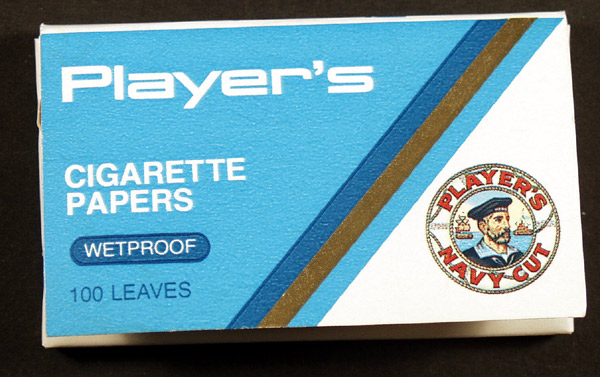 Player's
CIGARETTE
PAPERS
WETPROOF
100 LEAVES
PLAYER'S
NAVY CUT